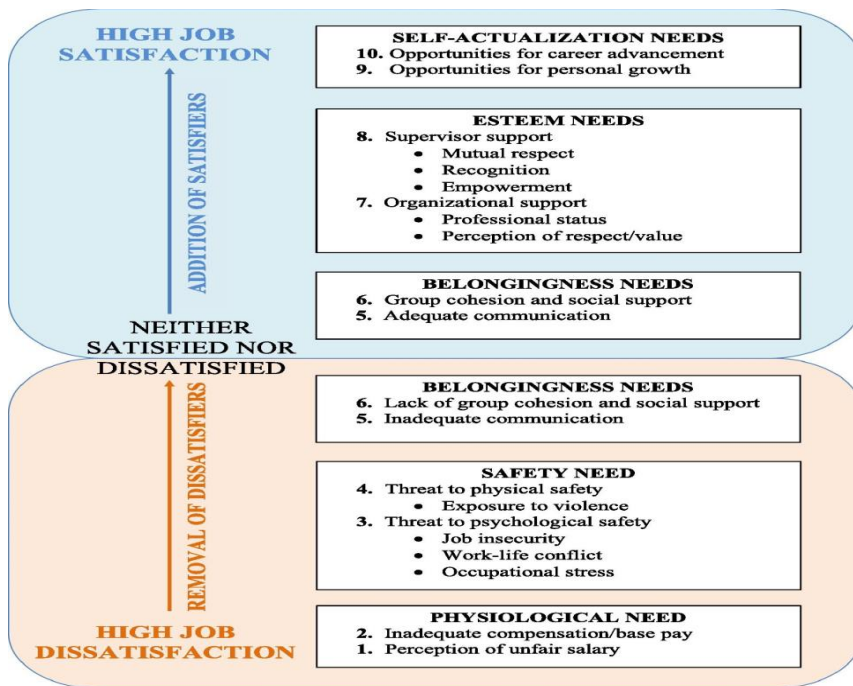 HIGH JOB
SATISFACTION
ADDITION OF SATISFIERS
SELF-ACTUALIZATION NEEDS
10. Opportunities for career advancement
9. Opportunities for personal growth
ESTEEM NEEDS
8. Supervisor support
• Mutual respect
• Recognition
• Empowerment
7. Organizational support
• Professional status
• Perception of respect/value
BELONGINGNESS NEEDS
6. Group cohesion and social support
5. Adequate communication
NEITHER
SATISFIED NOR
DISSATISFIED
BELONGINGNESS NEEDS
6. Lack of group cohesion and social support
5. Inadequate communication
REMOVAL OF DISSATISFIERS
SAFETY NEED
4. Threat to physical safety
• Exposure to violence
3. Threat to psychological safety
• Job insecurity
• Work-life conflict
• Occupational stress
PHYSIOLOGICAL NEED
2. Inadequate compensation/base pay
1. Perception of unfair salary
HIGH JOB
DISSATISFACTION